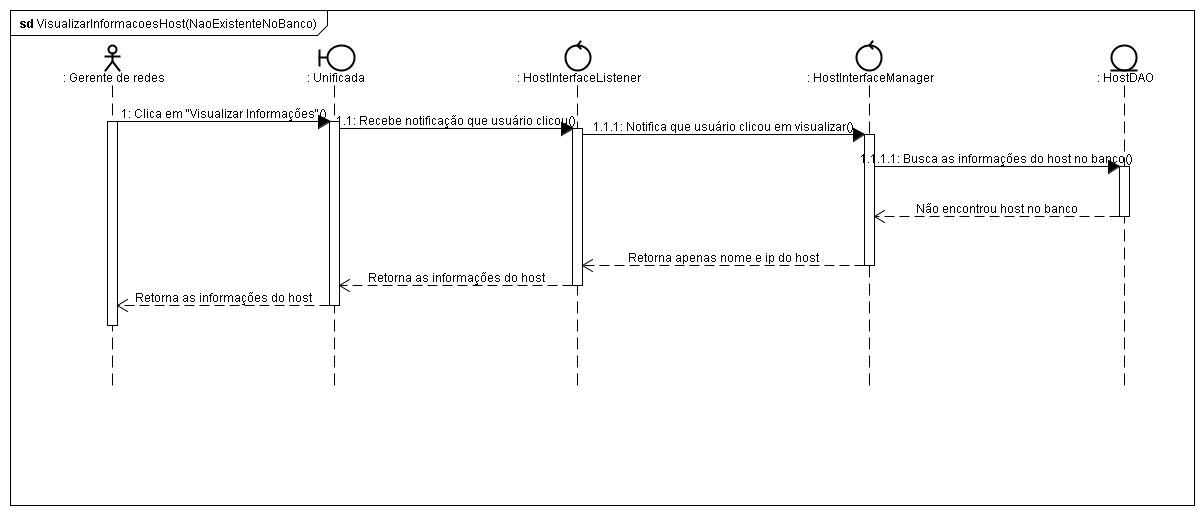 sd VisualizarInformacoesHost(NaoExistenteNoBanco)
: Gerente de redes
: Unificada
: HostInterfaceListener
: HostInterfaceManager
: HostDAO
1: Clica em "Visualizar Informações"()
1.1: Recebe notificação que usuário clicou()
1.1.1: Notifica que usuário clicou em visualizar()
1.1.1.1: Busca as informações do host no banco()
Não encontrou host no banco
Retorna apenas nome e ip do host
Retorna as informações do host
Retorna as informações do host